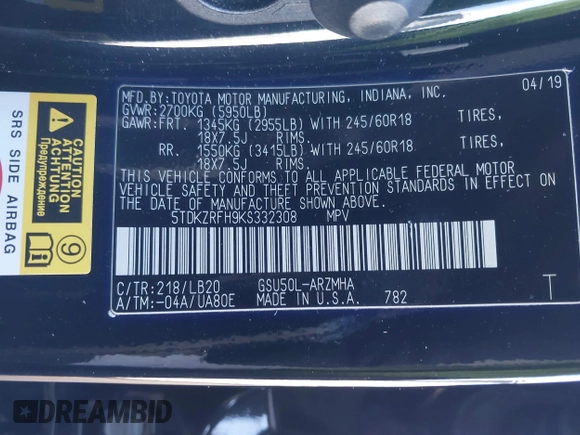 MFD.BY:TOYOTA MOTOR MANUFACTURING, INDIANA, INC. 04/19
GVWR:2700KG (5950LB)
GAWR:FRT. 1345KG (2955LB) WITH 245/60R18 TIRES,
18X7.5J RIMS,
RR. 1550KG (3415LB) WITH 245/60R18 TIRES,
18X7.5J RIMS,
THIS VEHICLE CONFORMS TO ALL APPLICABLE FEDERAL MOTOR
VEHICLE SAFETY AND THEFT PREVENTION STANDARDS IN EFFECT ON
THE DATE OF MANUFACTURE SHOWN ABOVE.
5TDKZRFH9KS332308 MPV
C/TR:218/LB20 GSU50L-ARZMHA T
A/TM:-04A/UA80E MADE IN U.S.A. 782
SRS SIDE AIRBAG
CAUTION
ATTENTION
ACHTUNG
Предупреждение
9
i
DREAMBID